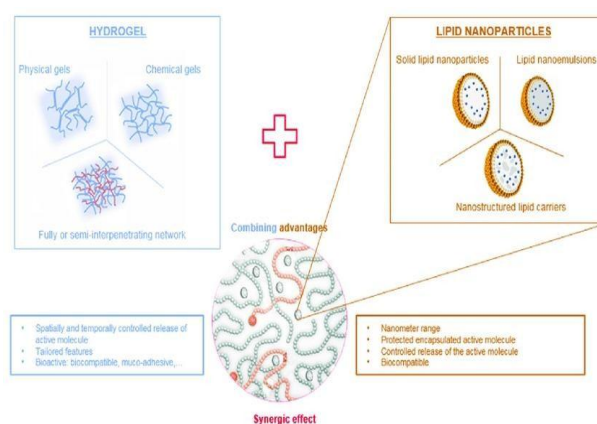 HYDROGEL
Physical gels
Chemical gels
Fully or semi-interpenetrating network
LIPID NANOPARTICLES
Solid lipid nanoparticles
Lipid nanoemulsions
Nanostructured lipid carriers
Combining advantages
Spatially and temporally controlled release of
active molecule
Tailored features
Bioactive: biocompatible, muco-adhesive,...
Nanometer range
Protected encapsulated active molecule
Controlled release of the active molecule
Biocompatible
Synergic effect